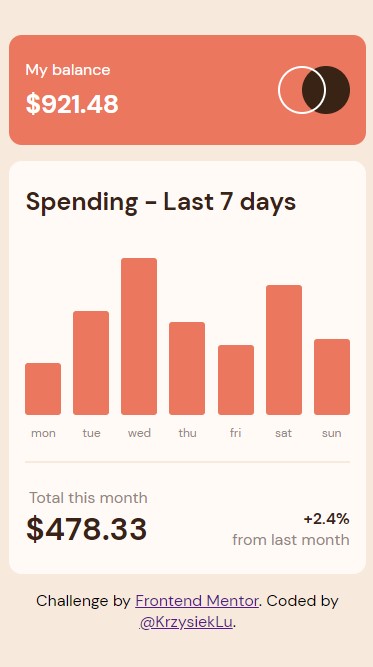 My balance
$921.48
Spending - Last 7 days
mon tue wed thu fri sat sun
Total this month
$478.33
+2.4%
from last month
Challenge by Frontend Mentor. Coded by
@KrzysiekLu.